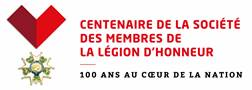 CENTENAIRE DE LA SOCIÉTÉ
DES MEMBRES DE
LA LÉGION D'HONNEUR
100 ANS AU CŒUR DE LA NATION